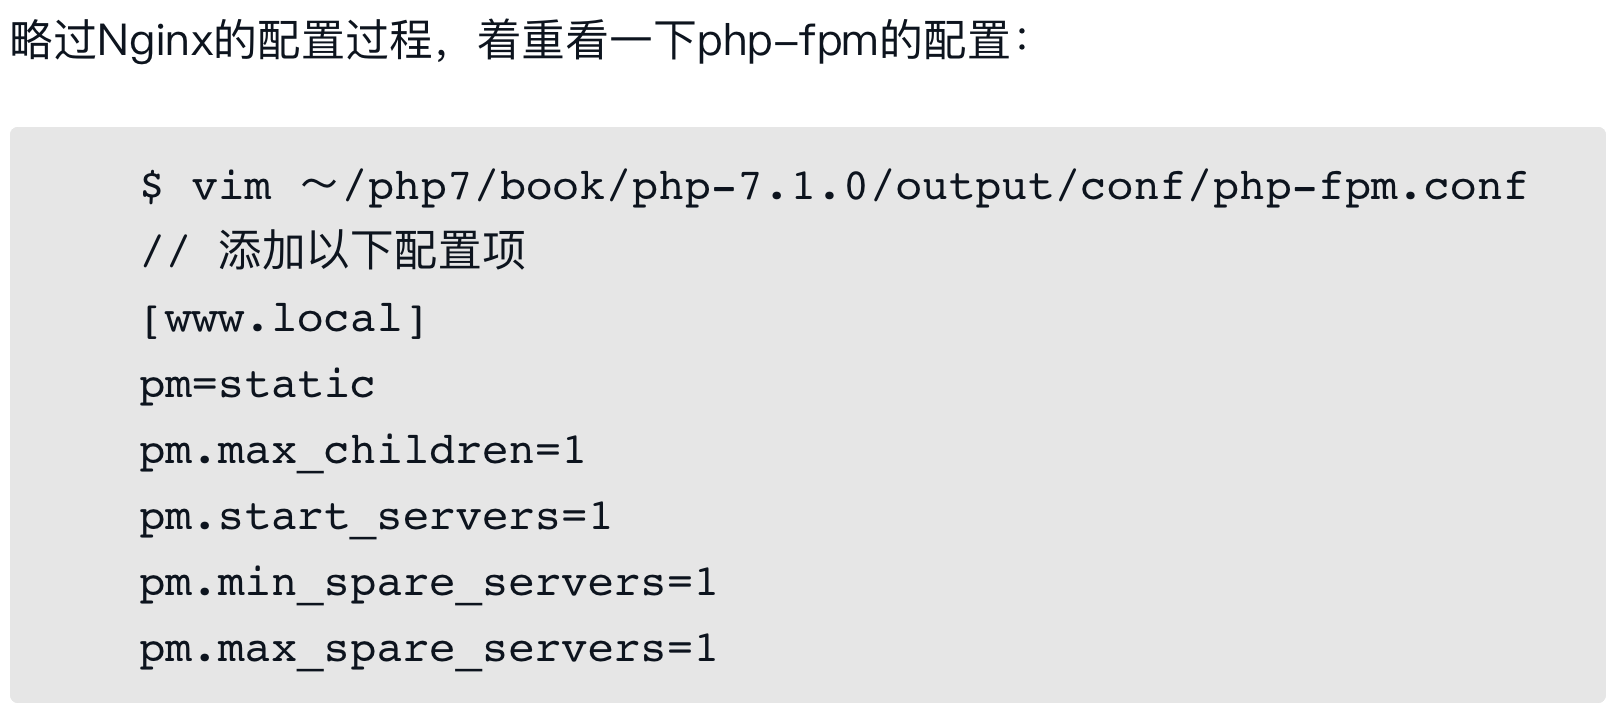 略过Nginx的配置过程，着重看一下php-fpm的配置：
$ vim ～/php7/book/php-7.1.0/output/conf/php-fpm.conf
// 添加以下配置项
[www.local]
pm=static
pm.max_children=1
pm.start_servers=1
pm.min_spare_servers=1
pm.max_spare_servers=1